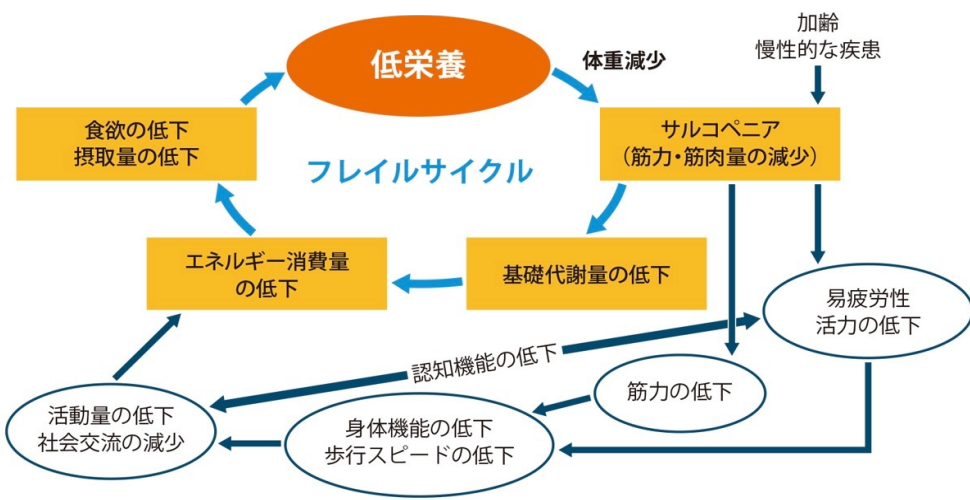 加齢
慢性的な疾患
低栄養
体重減少
食欲の低下
摂取量の低下
サルコペニア
（筋力・筋肉量の減少）
フレイルサイクル
エネルギー消費量
の低下
基礎代謝量の低下
易疲労性
活力の低下
認知機能の低下
筋力の低下
活動量の低下
社会交流の減少
身体機能の低下
歩行スピードの低下